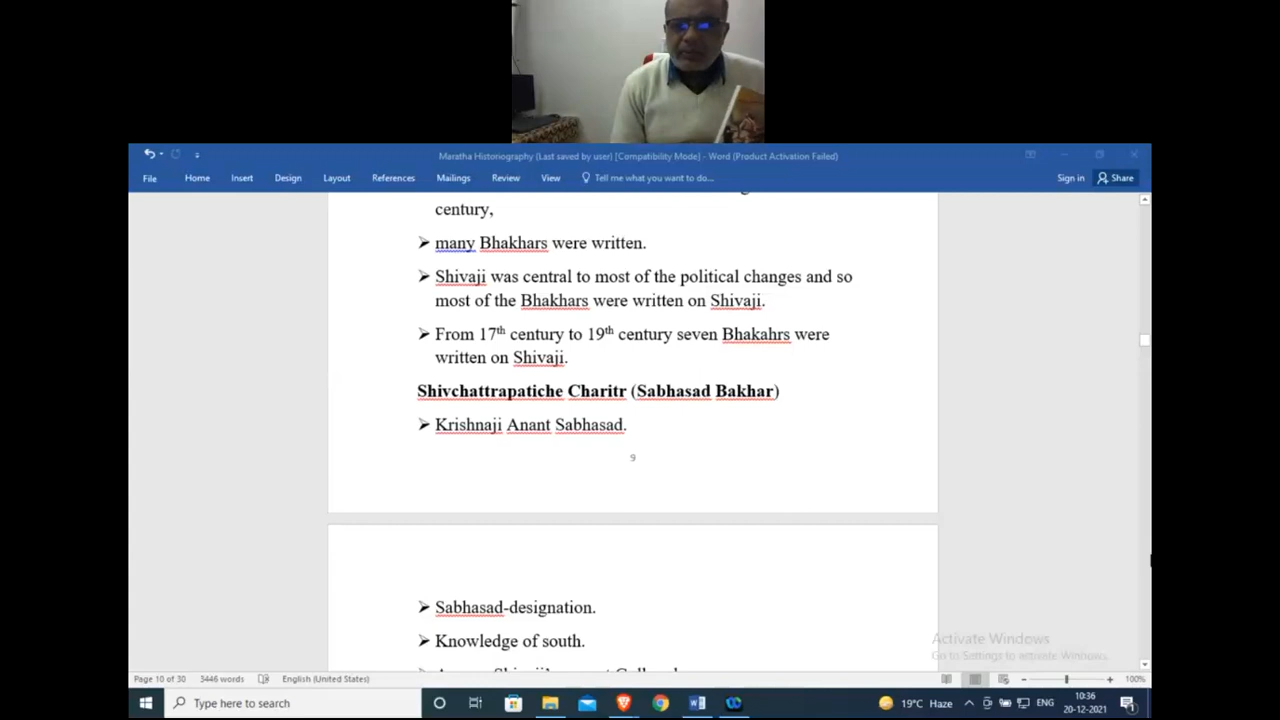 Maratha Historiography (Last saved by user) [Compatibility Mode] - Word (Product Activation Failed)
File Home Insert Design Layout References Mailings Review View Tell me what you want to do... Sign in Share
century,
many Bhakhars were written.
Shivaji was central to most of the political changes and so
most of the Bhakhars were written on Shivaji.
From 17th century to 19th century seven Bhakahrs were
written on Shivaji.
Shivchattrapatiche Charitr (Sabhasad Bakhar)
Krishnaji Anant Sabhasad.
9
Sabhasad-designation.
Knowledge of south.
Activate Windows
Go to Settings to activate Windows.
Page 10 of 30 3446 words English (United States) 100%
Type here to search 19°C Haze ENG 10:36
20-12-2021